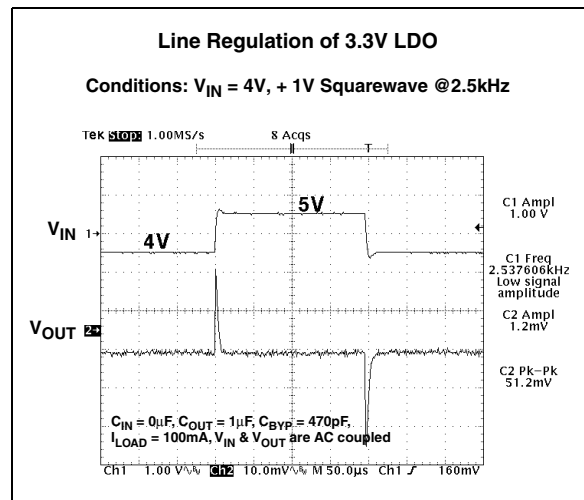 Line Regulation of 3.3V LDO
Conditions: VIN = 4V, + 1V Squarewave @2.5kHz
Tek Stop: 1.00MS/s 8 Acqs
T
5V
C1 Ampl
1.00 V
VIN 1→
4V
C1 Freq
2.537606kHz
Low signal
amplitude
C2 Ampl
1.2mV
VOUT 2→
C2 Pk–Pk
51.2mV
CIN = 0μF, COUT = 1μF, CBYP = 470pF,
ILOAD = 100mA, VIN & VOUT are AC coupled
Ch1 1.00 V Ch2 10.0mV M 50.0μs Ch1 160mV